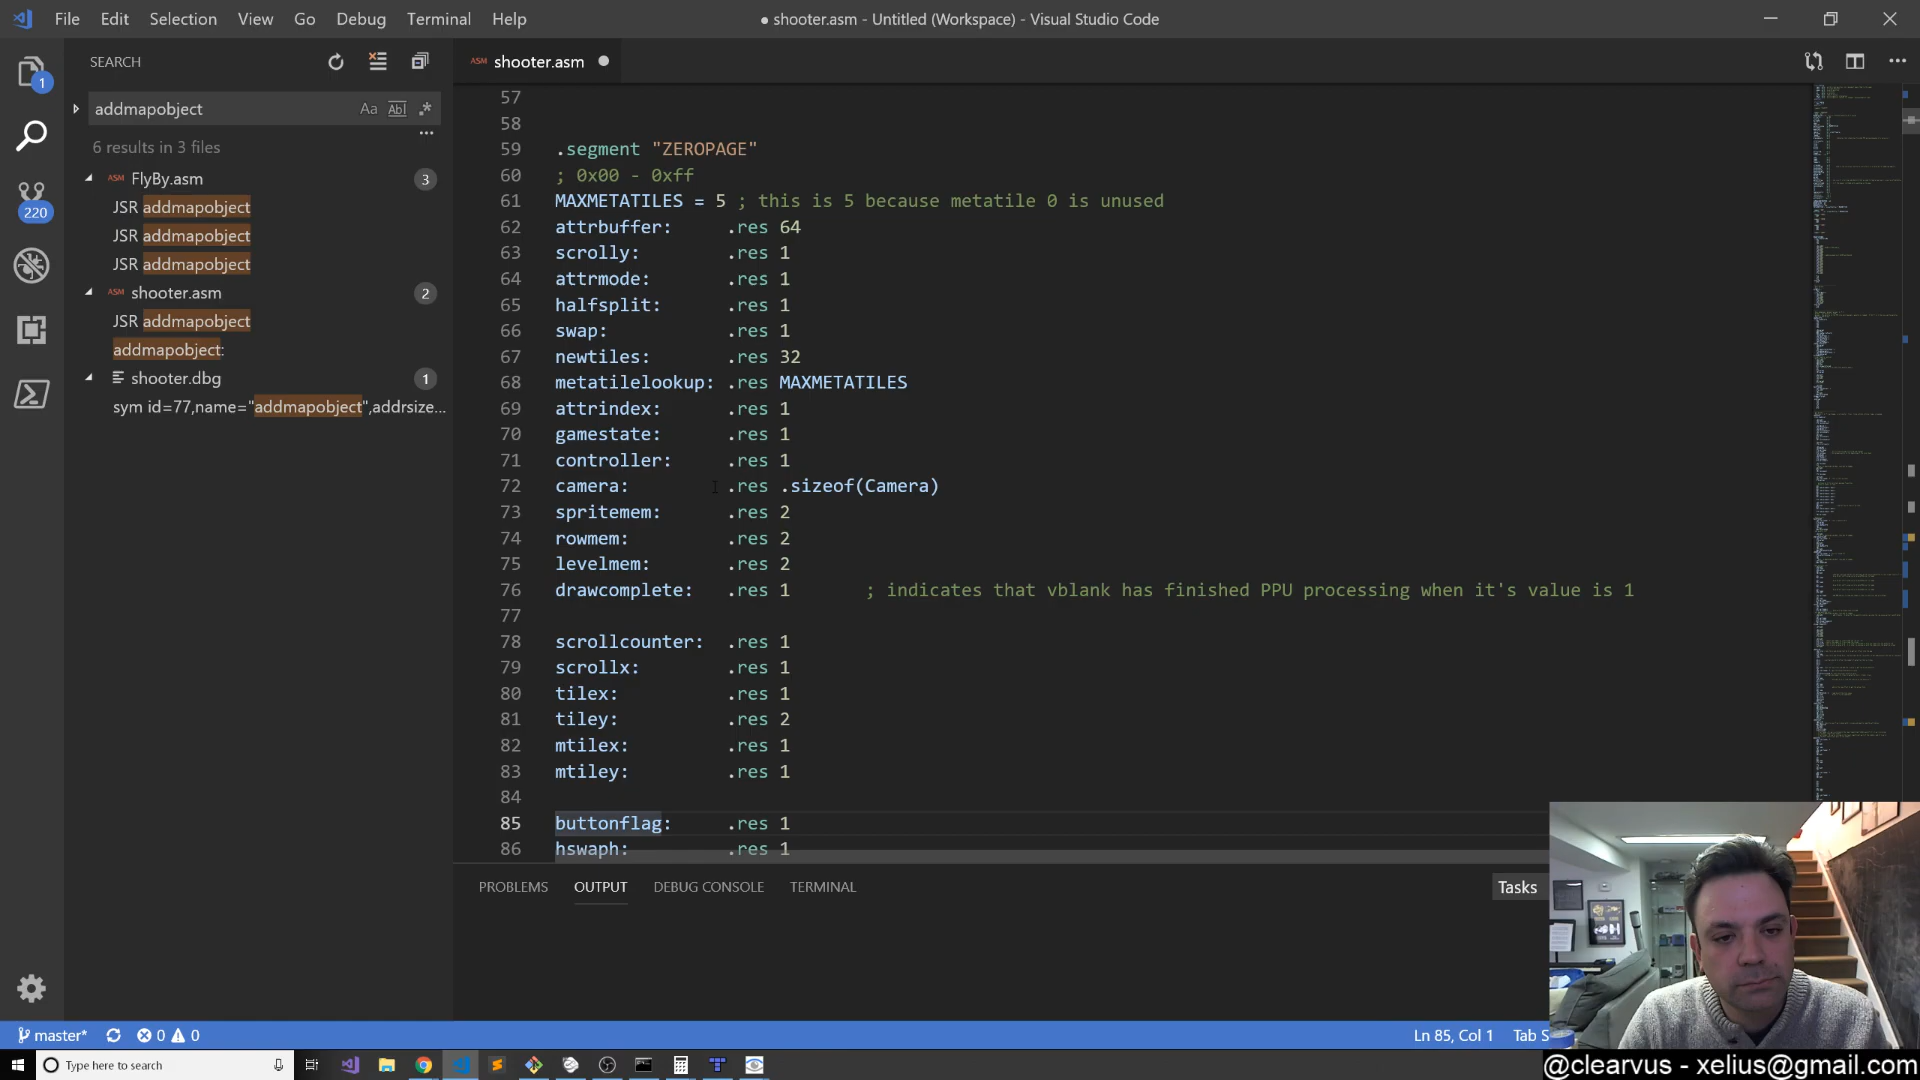 File Edit Selection View Go Debug Terminal Help ● shooter.asm - Untitled (Workspace) - Visual Studio Code
SEARCH
ASM shooter.asm
addmapobject Aa Abl .*
6 results in 3 files
ASM FlyBy.asm 3
JSR addmapobject
JSR addmapobject
JSR addmapobject
ASM shooter.asm 2
JSR addmapobject
addmapobject:
shooter.dbg 1
sym id=77,name="addmapobject",addrsize...
1
220
57
58
59 .segment "ZEROPAGE"
60 ; 0x00 - 0xff
61 MAXMETATILES = 5 ; this is 5 because metatile 0 is unused
62 attrbuffer: .res 64
63 scrolly: .res 1
64 attrmode: .res 1
65 halfsplit: .res 1
66 swap: .res 1
67 newtiles: .res 32
68 metatilelookup: .res MAXMETATILES
69 attrindex: .res 1
70 gamestate: .res 1
71 controller: .res 1
72 camera: .res .sizeof(Camera)
73 spritemem: .res 2
74 rowmem: .res 2
75 levelmem: .res 2
76 drawcomplete: .res 1 ; indicates that vblank has finished PPU processing when it's value is 1
77
78 scrollcounter: .res 1
79 scrollx: .res 1
80 tilex: .res 1
81 tiley: .res 2
82 mtilex: .res 1
83 mtiley: .res 1
84
85 buttonflag: .res 1
86 hswaph: .res 1
PROBLEMS OUTPUT DEBUG CONSOLE TERMINAL Tasks
master* 0 0 Ln 85, Col 1 Tab S
Type here to search
@clearvus - xelius@gmail.com